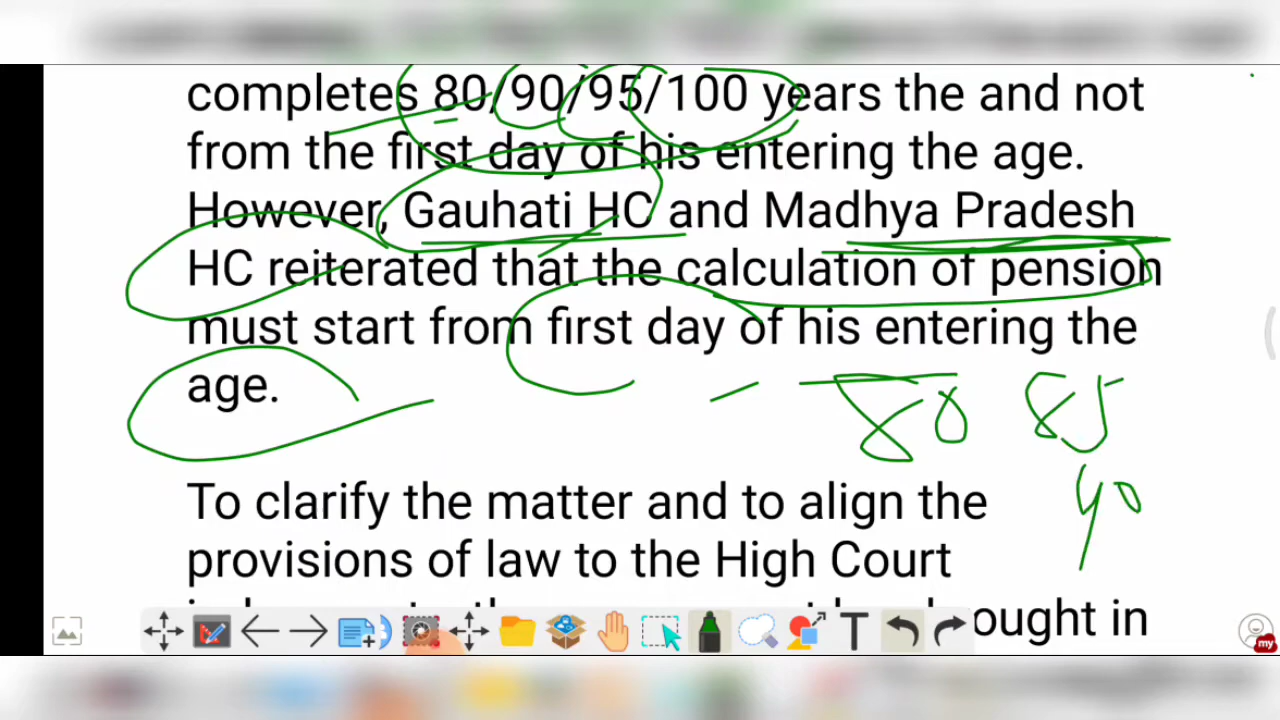 completes 80/90/95/100 years the and not
from the first day of his entering the age.
However, Gauhati HC and Madhya Pradesh
HC reiterated that the calculation of pension
must start from first day of his entering the
age.
80 85
90
To clarify the matter and to align the
provisions of law to the High Court
ought in
T
my